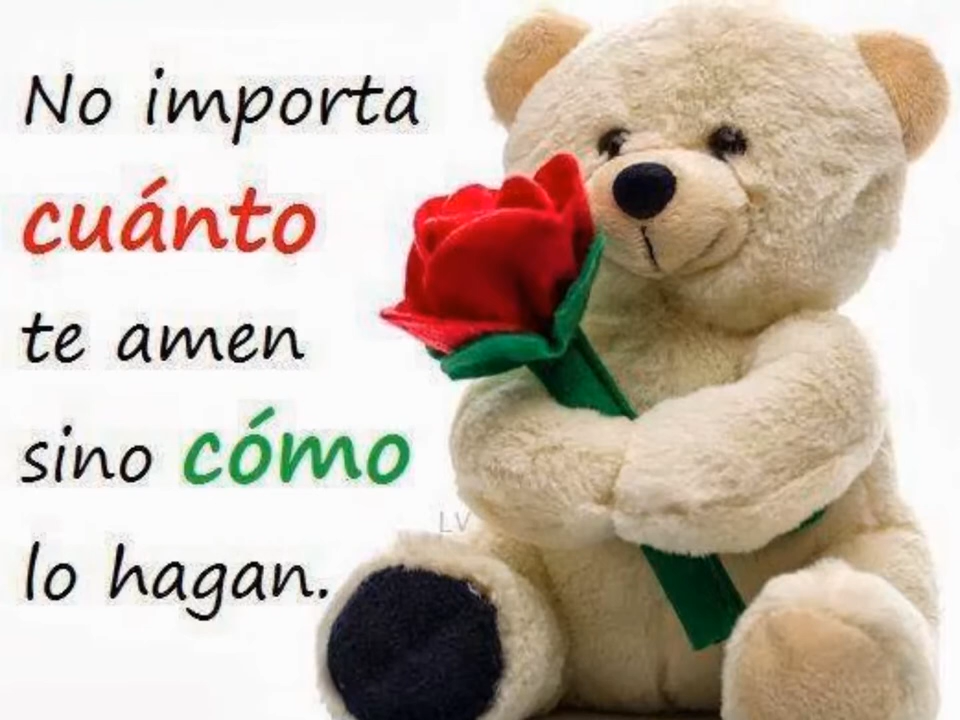 No importa
cuánto
te amen
sino cómo
lo hagan.
LV